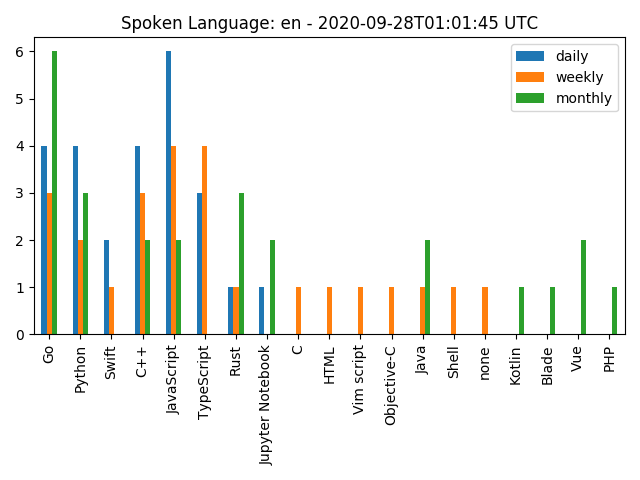 Spoken Language: en - 2020-09-28T01:01:45 UTC
daily
weekly
monthly
6
5
4
3
2
1
0
Go
Python
Swift
C++
JavaScript
TypeScript
Rust
Jupyter Notebook
C
HTML
Vim script
Objective-C
Java
Shell
none
Kotlin
Blade
Vue
PHP